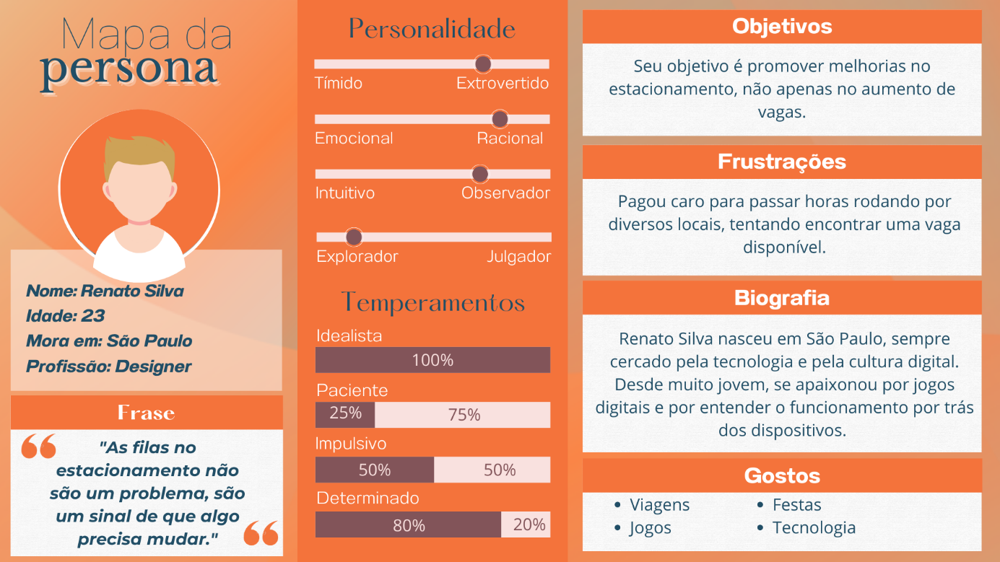 Mapa da
persona
Nome: Renato Silva
Idade: 23
Mora em: São Paulo
Profissão: Designer
Frase
"As filas no
estacionamento não
são um problema, são
um sinal de que algo
precisa mudar."
Personalidade
Tímido Extrovertido
Emocional Racional
Intuitivo Observador
Explorador Julgador
Temperamentos
Idealista
100%
Paciente
25% 75%
Impulsivo
50% 50%
Determinado
80% 20%
Objetivos
Seu objetivo é promover melhorias no
estacionamento, não apenas no aumento de
vagas.
Frustrações
Pagou caro para passar horas rodando por
diversos locais, tentando encontrar uma vaga
disponível.
Biografia
Renato Silva nasceu em São Paulo, sempre
cercado pela tecnologia e pela cultura digital.
Desde muito jovem, se apaixonou por jogos
digitais e por entender o funcionamento por trás
dos dispositivos.
Gostos
• Viagens • Festas
• Jogos • Tecnologia